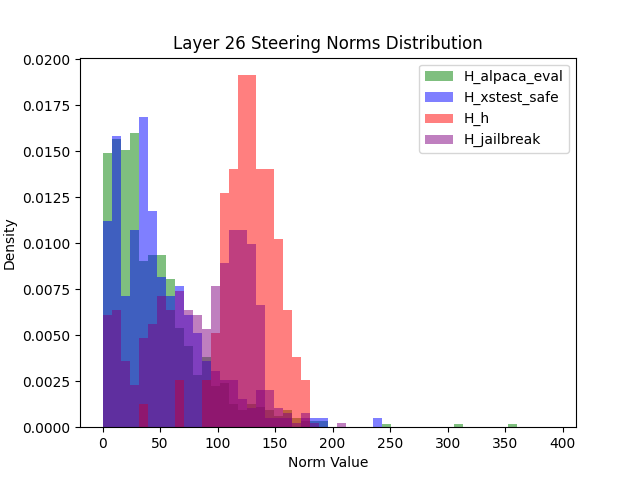 Layer 26 Steering Norms Distribution
H_alpaca_eval
H_xstest_safe
H_h
H_jailbreak
0.0200
0.0175
0.0150
0.0125
0.0100
0.0075
0.0050
0.0025
0.0000
Density
0 50 100 150 200 250 300 350 400
Norm Value